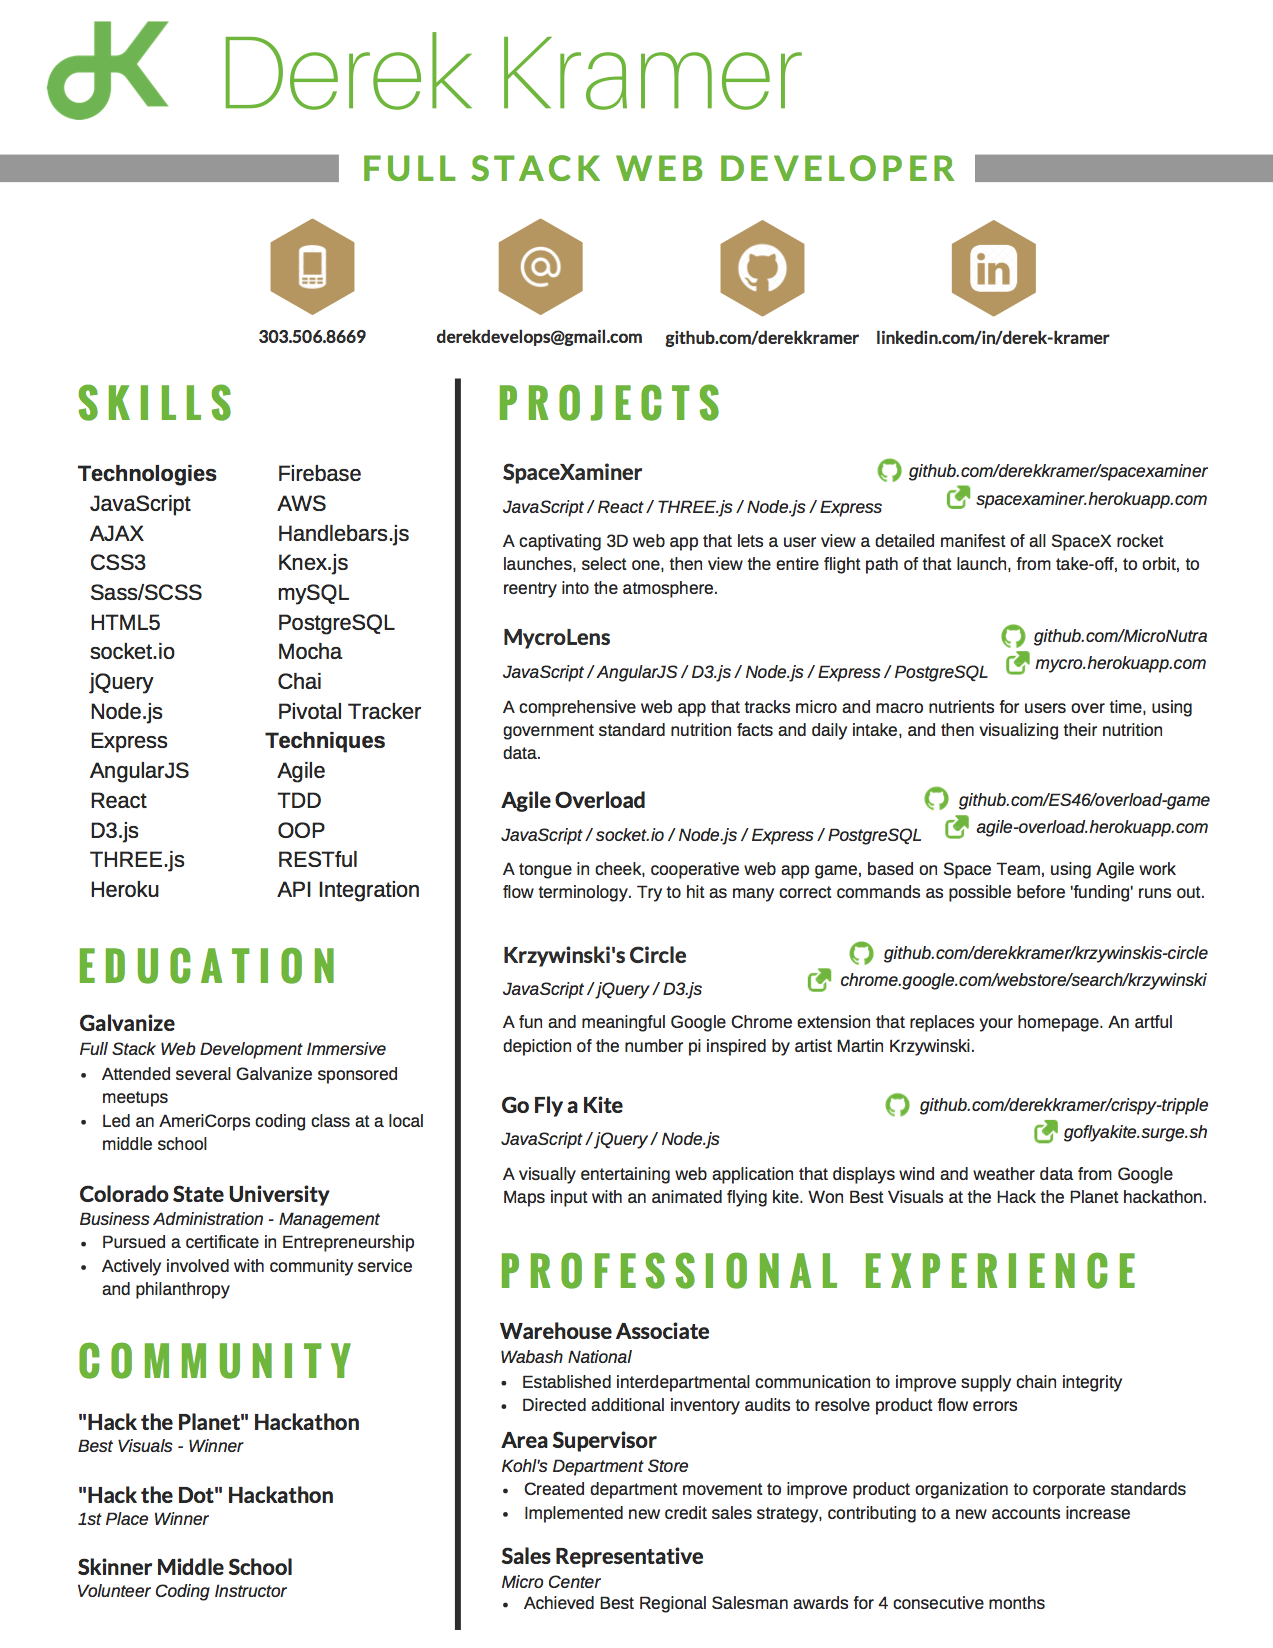 Derek Kramer
FULL STACK WEB DEVELOPER
303.506.8669
derekdevelops@gmail.com
github.com/derekkramer
linkedin.com/in/derek-kramer
SKILLS
Technologies
JavaScript
AJAX
CSS3
Sass/SCSS
HTML5
socket.io
jQuery
Node.js
Express
AngularJS
React
D3.js
THREE.js
Heroku
Firebase
AWS
Handlebars.js
Knex.js
mySQL
PostgreSQL
Mocha
Chai
Pivotal Tracker
Techniques
Agile
TDD
OOP
RESTful
API Integration
EDUCATION
Galvanize
Full Stack Web Development Immersive
• Attended several Galvanize sponsored
meetups
• Led an AmeriCorps coding class at a local
middle school
Colorado State University
Business Administration - Management
• Pursued a certificate in Entrepreneurship
• Actively involved with community service
and philanthropy
COMMUNITY
"Hack the Planet" Hackathon
Best Visuals - Winner
"Hack the Dot" Hackathon
1st Place Winner
Skinner Middle School
Volunteer Coding Instructor
PROJECTS
SpaceXaminer
github.com/derekkramer/spacexaminer
JavaScript / React / THREE.js / Node.js / Express
spacexaminer.herokuapp.com
A captivating 3D web app that lets a user view a detailed manifest of all SpaceX rocket
launches, select one, then view the entire flight path of that launch, from take-off, to orbit, to
reentry into the atmosphere.
MycroLens
github.com/MicroNutra
JavaScript / AngularJS / D3.js / Node.js / Express / PostgreSQL
mycro.herokuapp.com
A comprehensive web app that tracks micro and macro nutrients for users over time, using
government standard nutrition facts and daily intake, and then visualizing their nutrition
data.
Agile Overload
github.com/ES46/overload-game
JavaScript / socket.io / Node.js / Express / PostgreSQL
agile-overload.herokuapp.com
A tongue in cheek, cooperative web app game, based on Space Team, using Agile work
flow terminology. Try to hit as many correct commands as possible before 'funding' runs out.
Krzywinski's Circle
github.com/derekkramer/krzywinskis-circle
JavaScript / jQuery / D3.js
chrome.google.com/webstore/search/krzywinski
A fun and meaningful Google Chrome extension that replaces your homepage. An artful
depiction of the number pi inspired by artist Martin Krzywinski.
Go Fly a Kite
github.com/derekkramer/crispy-tripple
JavaScript / jQuery / Node.js
goflyakite.surge.sh
A visually entertaining web application that displays wind and weather data from Google
Maps input with an animated flying kite. Won Best Visuals at the Hack the Planet hackathon.
PROFESSIONAL EXPERIENCE
Warehouse Associate
Wabash National
• Established interdepartmental communication to improve supply chain integrity
• Directed additional inventory audits to resolve product flow errors
Area Supervisor
Kohl's Department Store
• Created department movement to improve product organization to corporate standards
• Implemented new credit sales strategy, contributing to a new accounts increase
Sales Representative
Micro Center
• Achieved Best Regional Salesman awards for 4 consecutive months